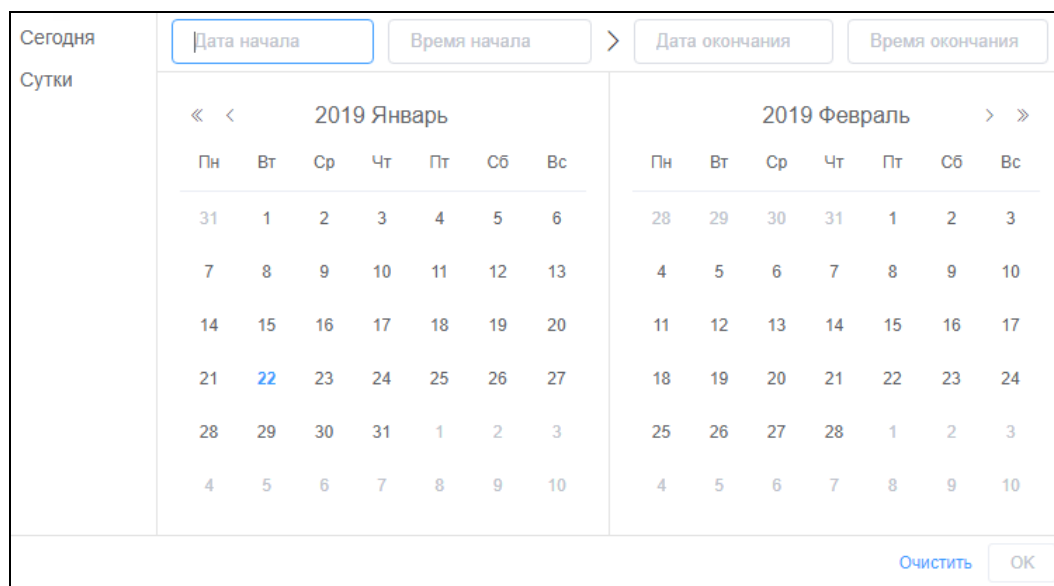 Сегодня
Сутки
Дата начала Время начала > Дата окончания Время окончания
« < 2019 Январь
Пн Вт Ср Чт Пт Сб Вс
31 1 2 3 4 5 6
7 8 9 10 11 12 13
14 15 16 17 18 19 20
21 22 23 24 25 26 27
28 29 30 31 1 2 3
4 5 6 7 8 9 10
2019 Февраль > »
Пн Вт Ср Чт Пт Сб Вс
28 29 30 31 1 2 3
4 5 6 7 8 9 10
11 12 13 14 15 16 17
18 19 20 21 22 23 24
25 26 27 28 1 2 3
4 5 6 7 8 9 10
Очистить OK